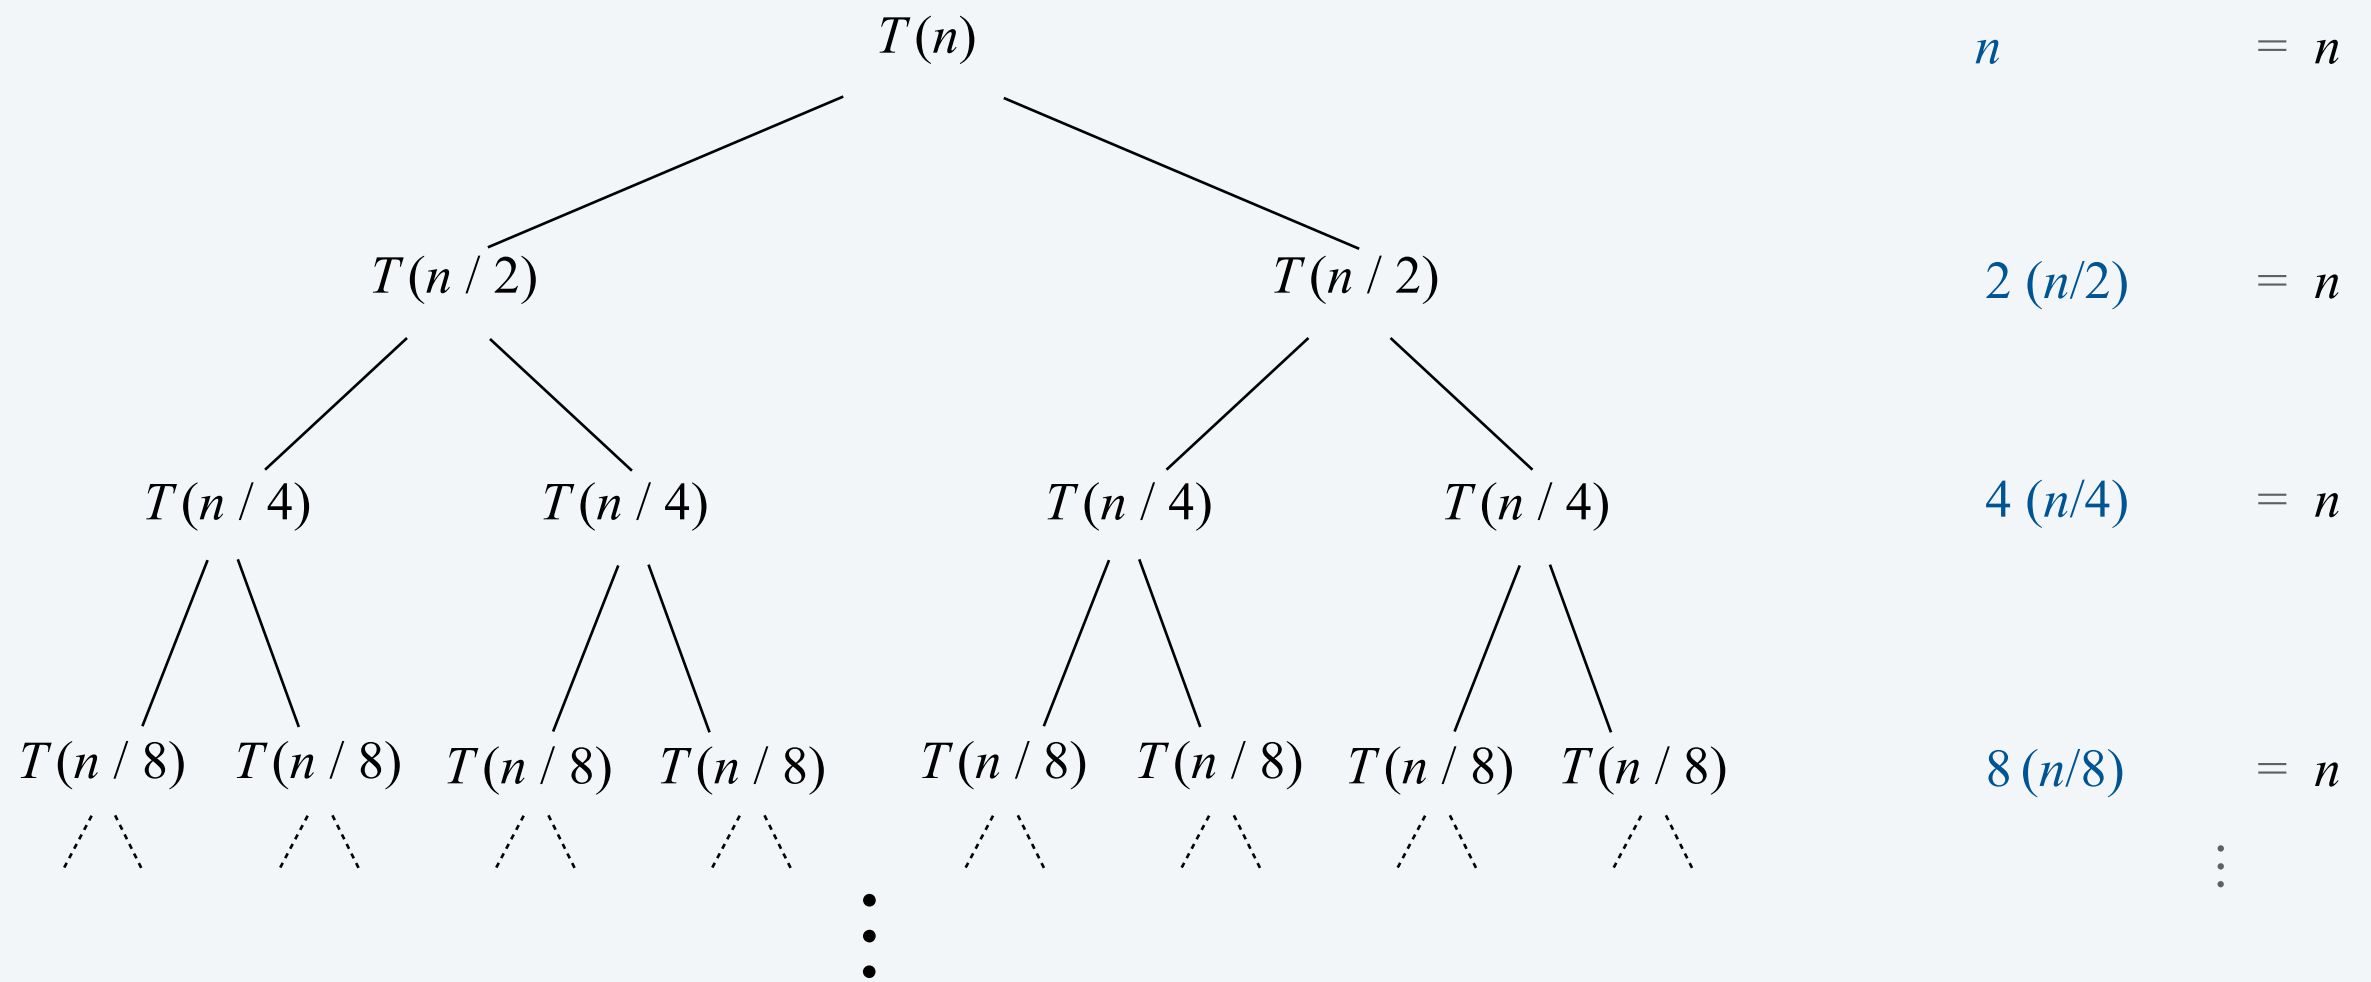 T(n) n = n
T(n / 2) T(n / 2) 2 (n/2) = n
T(n / 4) T(n / 4) T(n / 4) T(n / 4) 4 (n/4) = n
T(n / 8) T(n / 8) T(n / 8) T(n / 8) T(n / 8) T(n / 8) T(n / 8) T(n / 8) 8 (n/8) = n
⋮
⋮